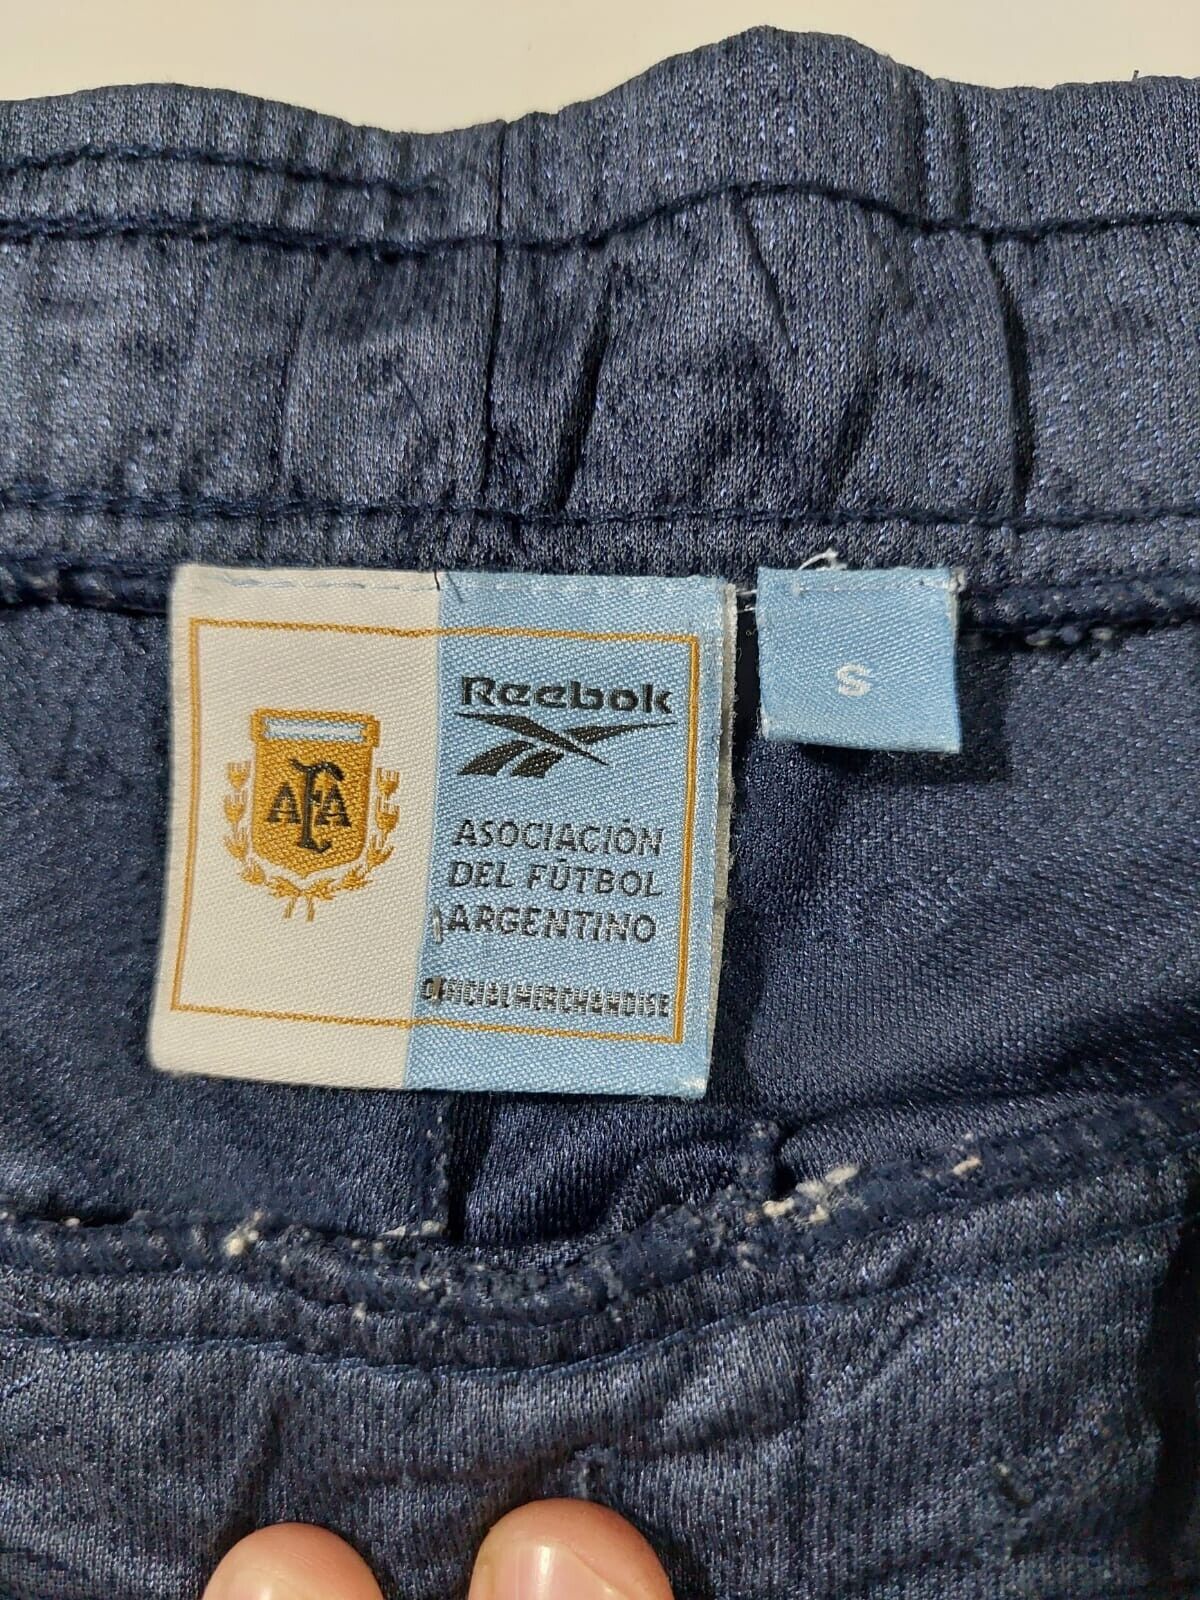 AFA
Reebok
ASOCIACIÓN
DEL FÚTBOL
ARGENTINO
OFFICIAL MERCHANDISE
S